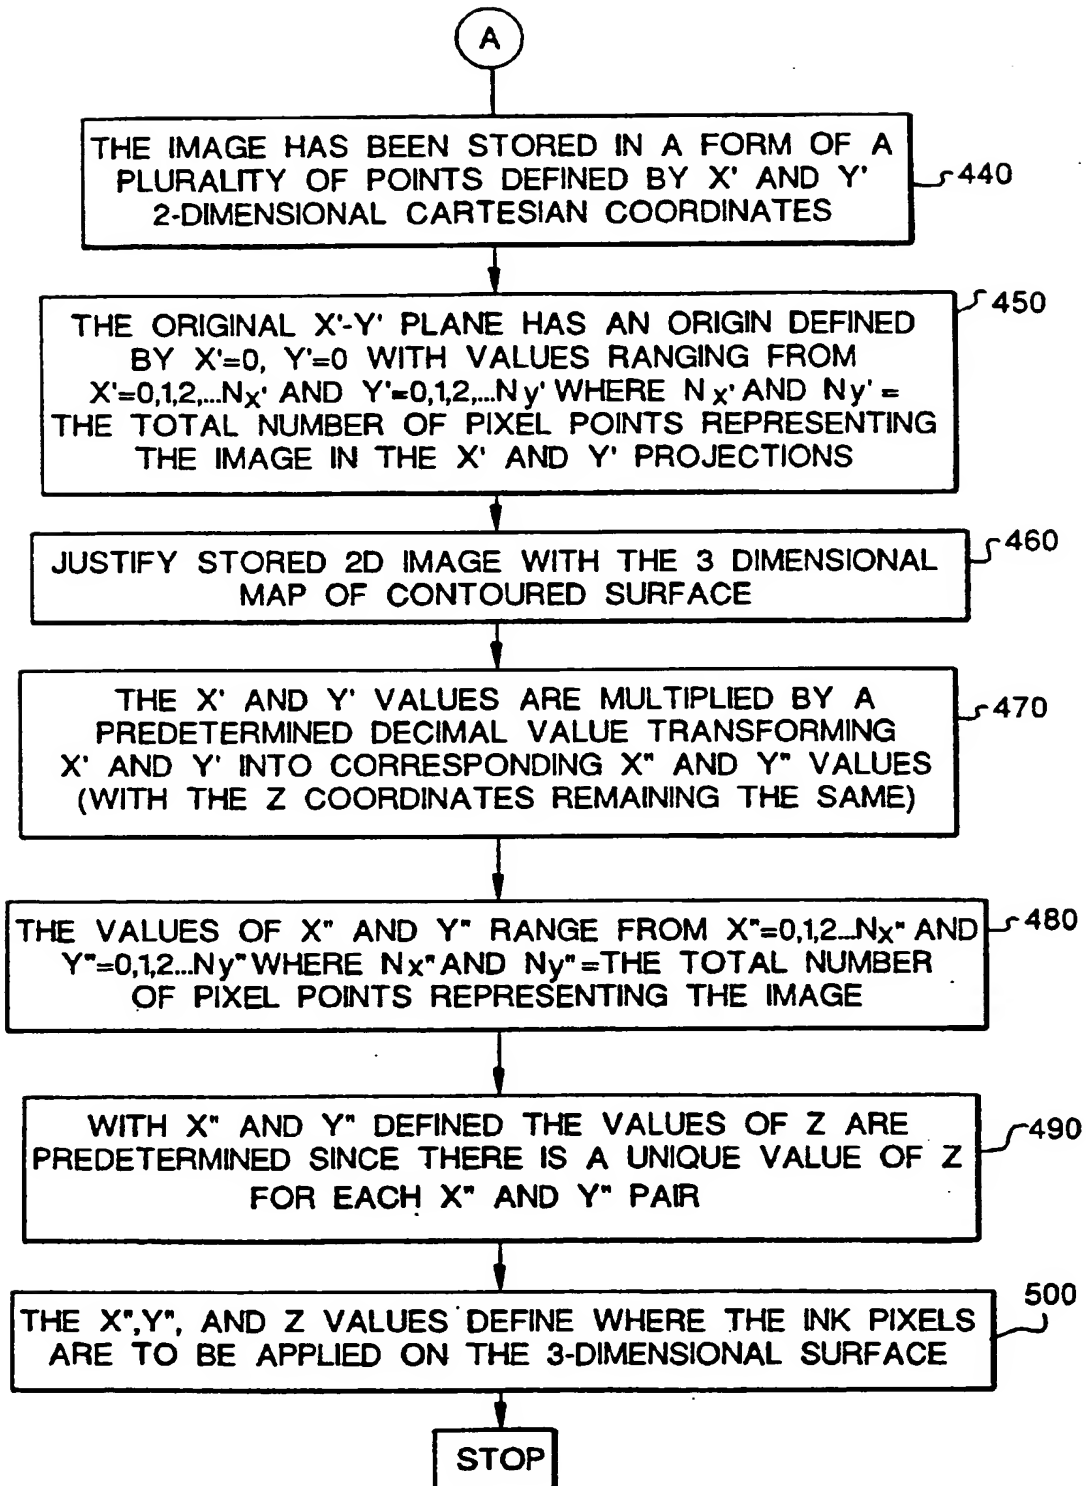 A
THE IMAGE HAS BEEN STORED IN A FORM OF A
PLURALITY OF POINTS DEFINED BY X' AND Y'
2-DIMENSIONAL CARTESIAN COORDINATES
440
THE ORIGINAL X'-Y' PLANE HAS AN ORIGIN DEFINED
BY X'=0, Y'=0 WITH VALUES RANGING FROM
X'=0,1,2,...Nx' AND Y'=0,1,2,...Ny' WHERE Nx' AND Ny' =
THE TOTAL NUMBER OF PIXEL POINTS REPRESENTING
THE IMAGE IN THE X' AND Y' PROJECTIONS
450
JUSTIFY STORED 2D IMAGE WITH THE 3 DIMENSIONAL
MAP OF CONTOURED SURFACE
460
THE X' AND Y' VALUES ARE MULTIPLIED BY A
PREDETERMINED DECIMAL VALUE TRANSFORMING
X' AND Y' INTO CORRESPONDING X" AND Y" VALUES
(WITH THE Z COORDINATES REMAINING THE SAME)
470
THE VALUES OF X" AND Y" RANGE FROM X"=0,1,2...Nx" AND
Y"=0,1,2...Ny" WHERE Nx" AND Ny"=THE TOTAL NUMBER
OF PIXEL POINTS REPRESENTING THE IMAGE
480
WITH X" AND Y" DEFINED THE VALUES OF Z ARE
PREDETERMINED SINCE THERE IS A UNIQUE VALUE OF Z
FOR EACH X" AND Y" PAIR
490
THE X",Y", AND Z VALUES DEFINE WHERE THE INK PIXELS
ARE TO BE APPLIED ON THE 3-DIMENSIONAL SURFACE
500
STOP